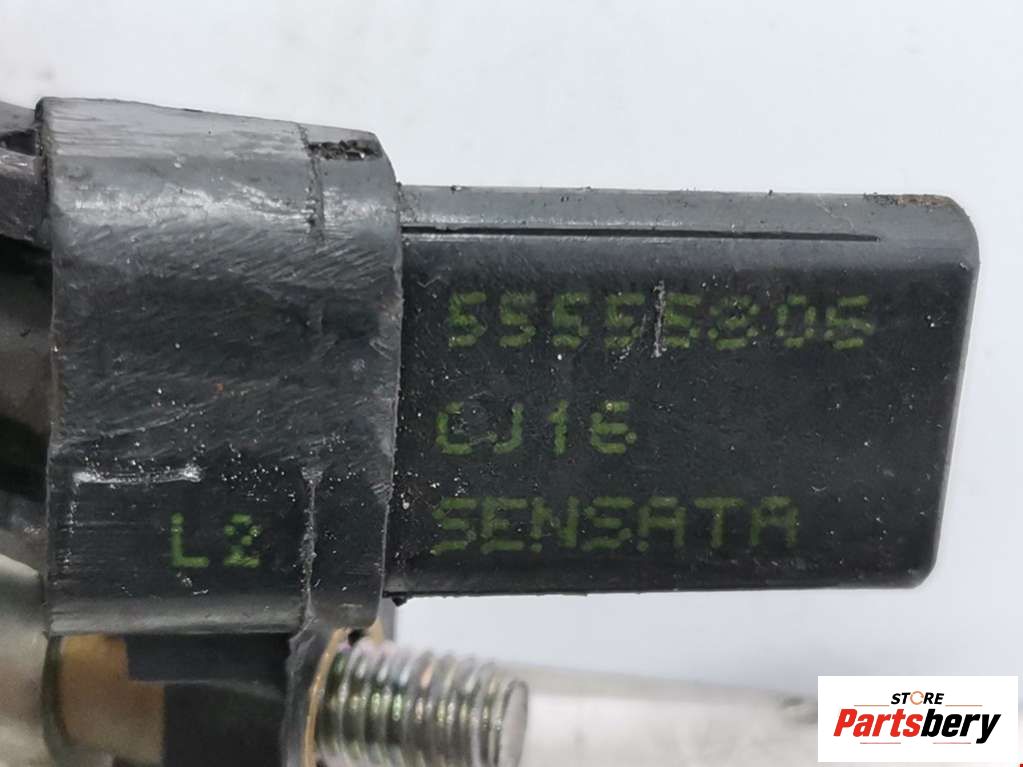 55555806
CJ16
SENSATA
L2
STORE
Partsbery